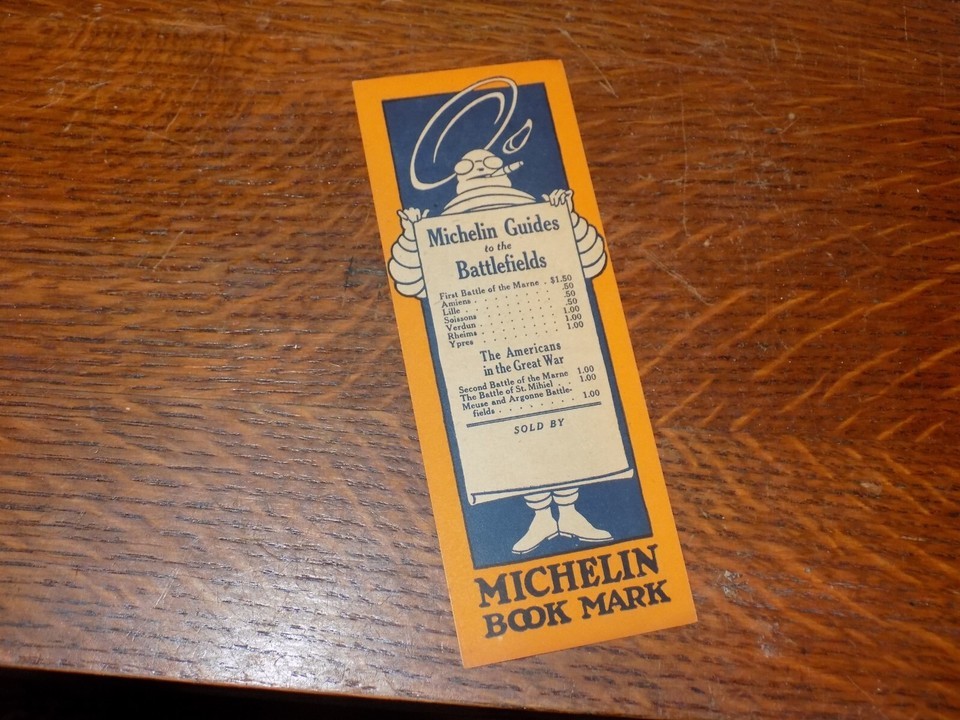 Michelin Guides
to the
Battlefields
First Battle of the Marne . $1.50
Amiens . . . . . . . . . .50
Lille . . . . . . . . . . .50
Soissons . . . . . . . . .50
Verdun . . . . . . . . . 1.00
Rheims . . . . . . . . . 1.00
Ypres . . . . . . . . . 1.00
The Americans
in the Great War
Second Battle of the Marne 1.00
The Battle of St. Mihiel . . 1.00
Meuse and Argonne Battle-
fields . . . . . . . . 1.00
SOLD BY
MICHELIN
BOOK MARK